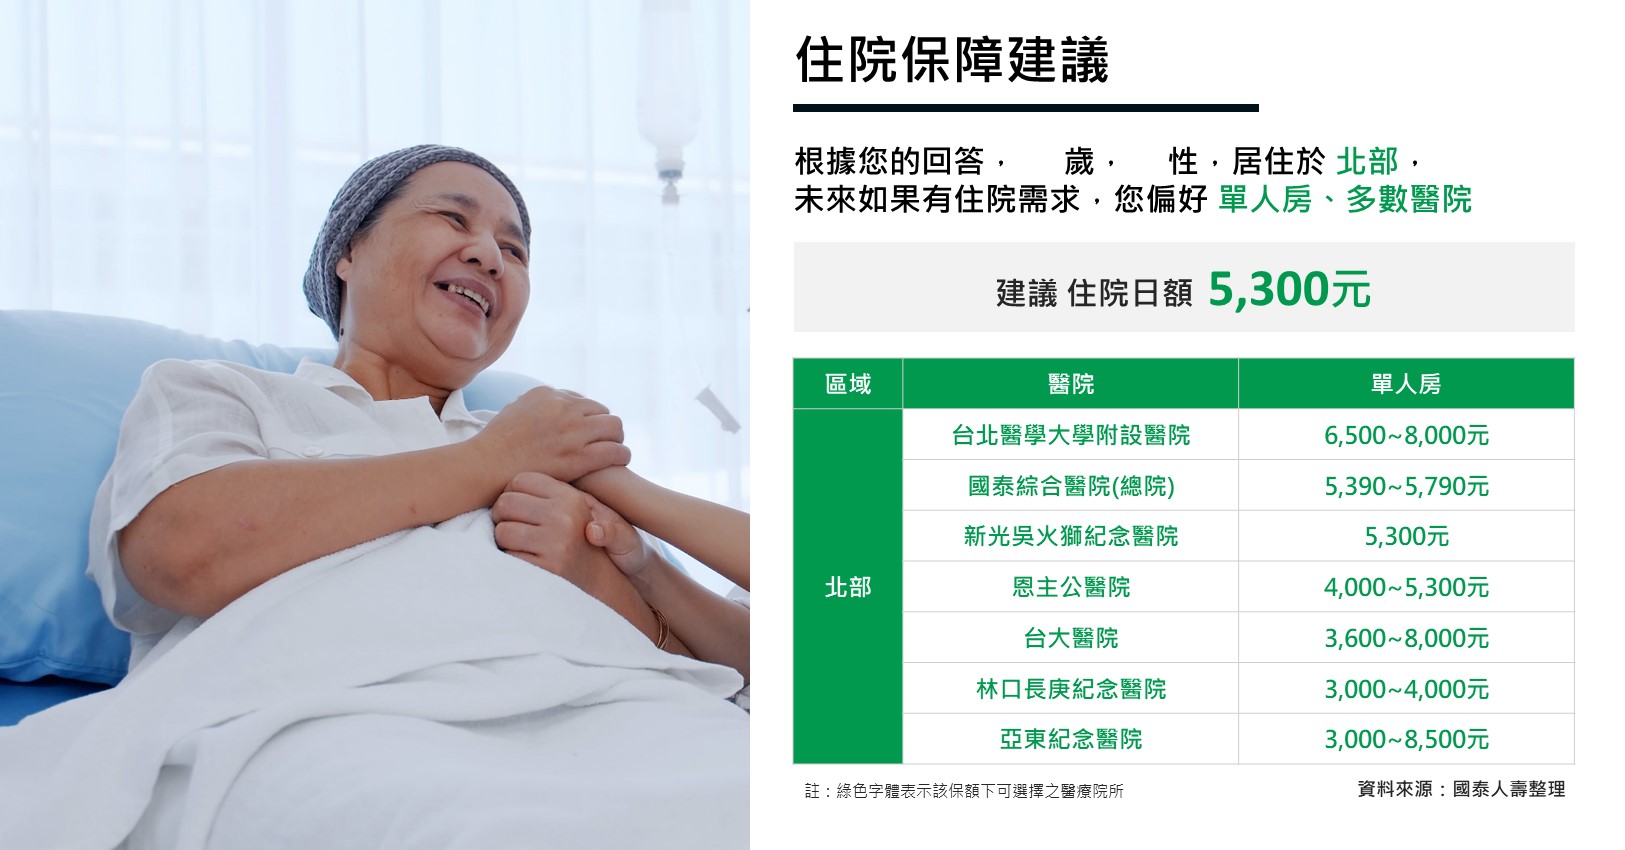 住院保障建議
根據您的回答， 歲， 性，居住於 北部，
未來如果有住院需求，您偏好 單人房、多數醫院
建議 住院日額 5,300元
區域 醫院 單人房
北部
台北醫學大學附設醫院 6,500~8,000元
國泰綜合醫院(總院) 5,390~5,790元
新光吳火獅紀念醫院 5,300元
恩主公醫院 4,000~5,300元
台大醫院 3,600~8,000元
林口長庚紀念醫院 3,000~4,000元
亞東紀念醫院 3,000~8,500元
註：綠色字體表示該保額下可選擇之醫療院所
資料來源：國泰人壽整理